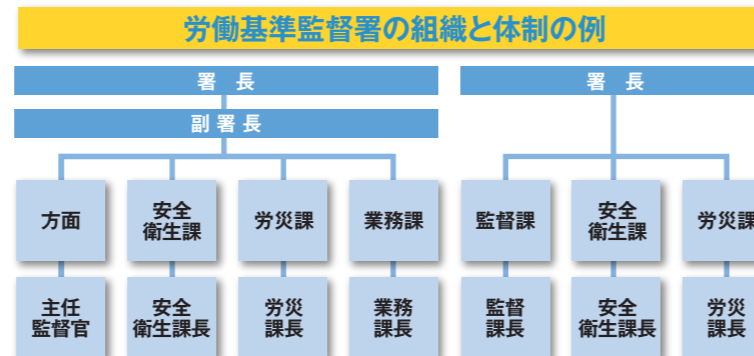 労働基準監督署の組織と体制の例
署 長
副署長
方面
安全
衛生課
労災課
業務課
主任
監督官
安全
衛生課長
労災
課長
業務
課長
署 長
監督課
安全
衛生課
労災課
監督
課長
安全
衛生課長
労災
課長